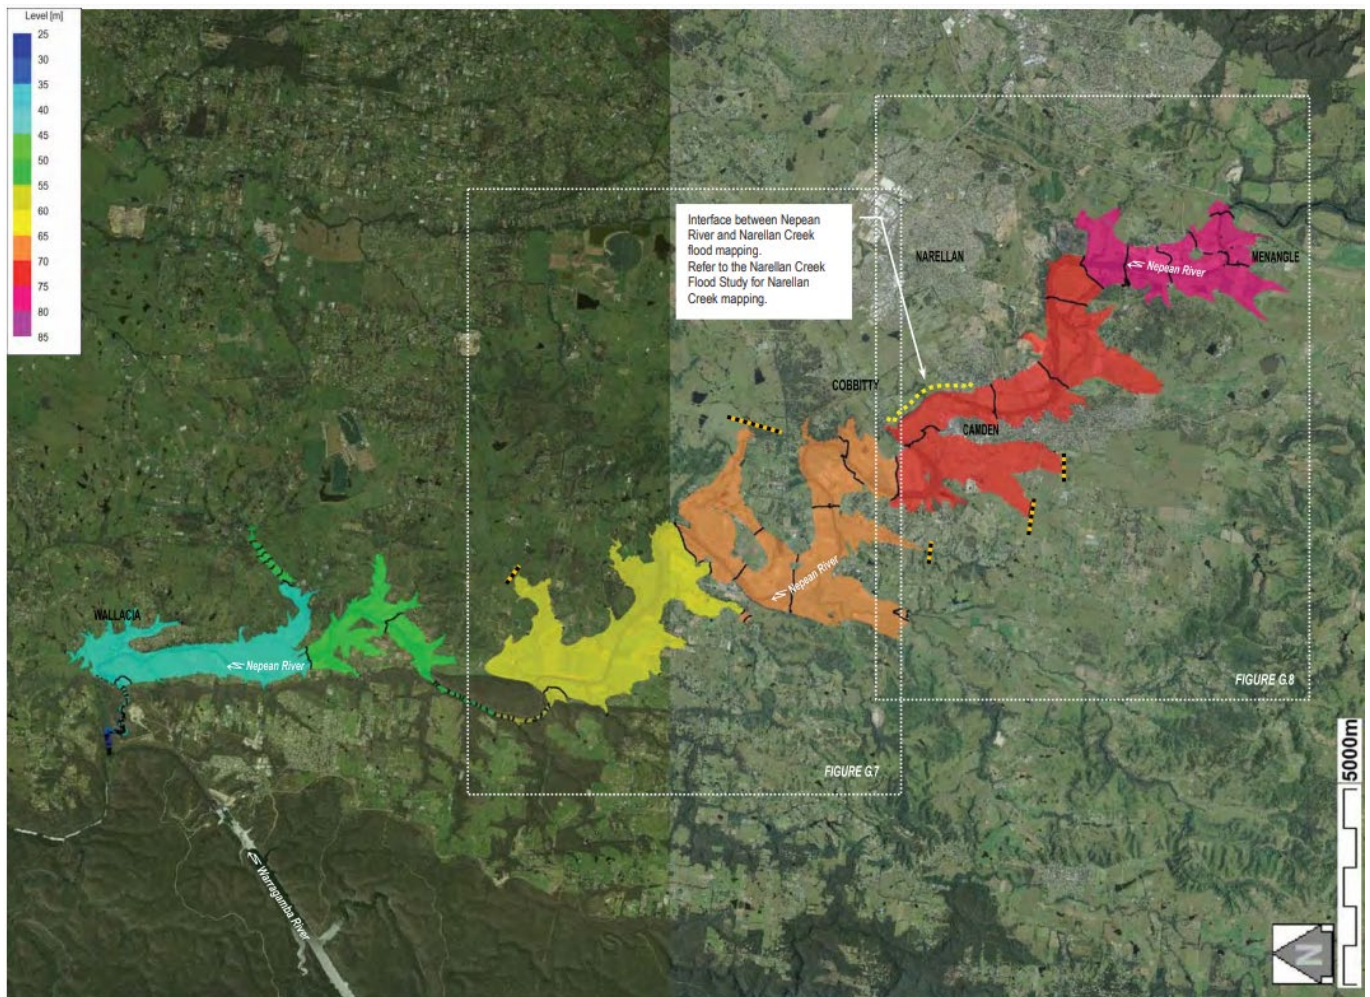 Level [m]
25
30
35
40
45
50
55
60
65
70
75
80
85
Interface between Nepean
River and Narellan Creek
flood mapping.
Refer to the Narellan Creek
Flood Study for Narellan
Creek mapping.
NARELLAN
MENANGLE
Nepean River
COBBITTY
CAMDEN
Nepean River
WALLACIA
Nepean River
FIGURE G.8
FIGURE G.7
Warragamba River
5000m
N